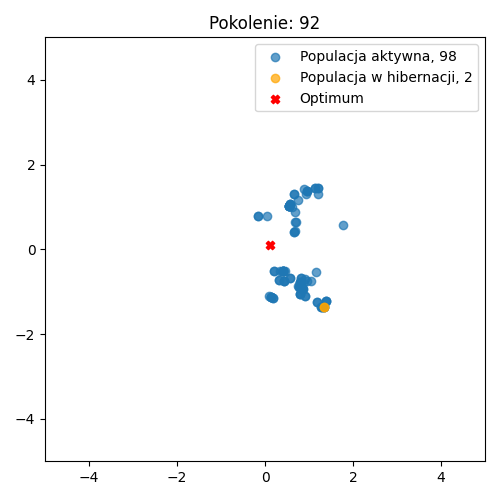 Pokolenie: 92
Populacja aktywna, 98
Populacja w hibernacji, 2
Optimum
4
2
0
−2
−4
−4 −2 0 2 4